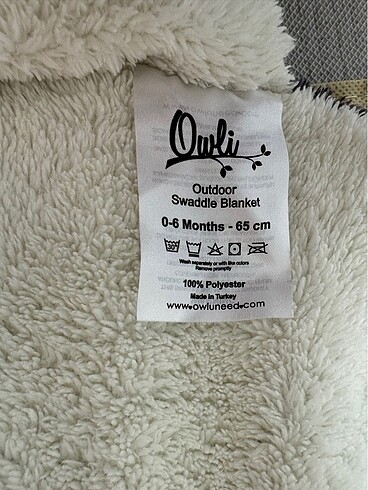 Owli
Outdoor
Swaddle Blanket
0-6 Months - 65 cm
30°
Wash separately or with like colors
Remove promptly
100% Polyester
Made in Turkey
www.owluneed.com